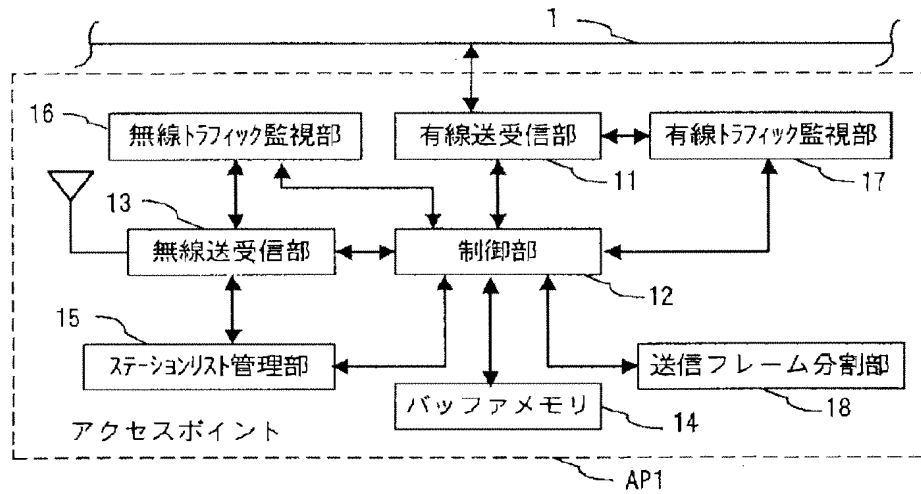 1
16
無線トラフィック監視部
有線送受信部
有線トラフィック監視部
11
17
13
無線送受信部
制御部
12
15
ステーションリスト管理部
送信フレーム分割部
バッファメモリ
14
18
アクセスポイント
AP1